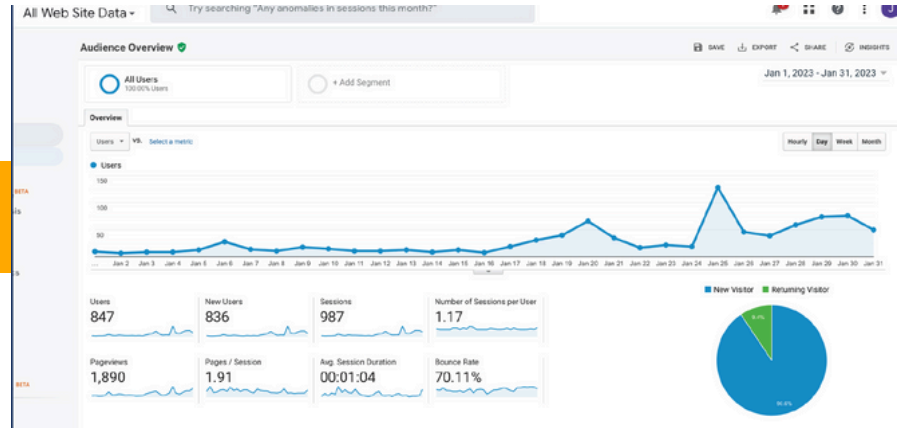 All Web Site Data
Try searching "Any anomalies in sessions this month?"
J
Audience Overview
SAVE
EXPORT
SHARE
INSIGHTS
All Users
100.00% Users
+ Add Segment
Jan 1, 2023 - Jan 31, 2023
Overview
Users
VS.
Select a metric
Hourly
Day
Week
Month
Users
150
100
50
... Jan 2 Jan 3 Jan 4 Jan 5 Jan 6 Jan 7 Jan 8 Jan 9 Jan 10 Jan 11 Jan 12 Jan 13 Jan 14 Jan 15 Jan 16 Jan 17 Jan 18 Jan 19 Jan 20 Jan 21 Jan 22 Jan 23 Jan 24 Jan 25 Jan 26 Jan 27 Jan 28 Jan 29 Jan 30 Jan 31
BETA
is
s
BETA
New Visitor
Returning Visitor
Users
847
New Users
836
Sessions
987
Number of Sessions per User
1.17
Pageviews
1,890
Pages / Session
1.91
Avg. Session Duration
00:01:04
Bounce Rate
70.11%